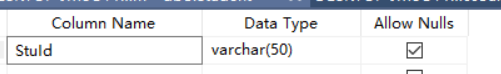 Column Name Data Type Allow Nulls
StuId varchar(50)